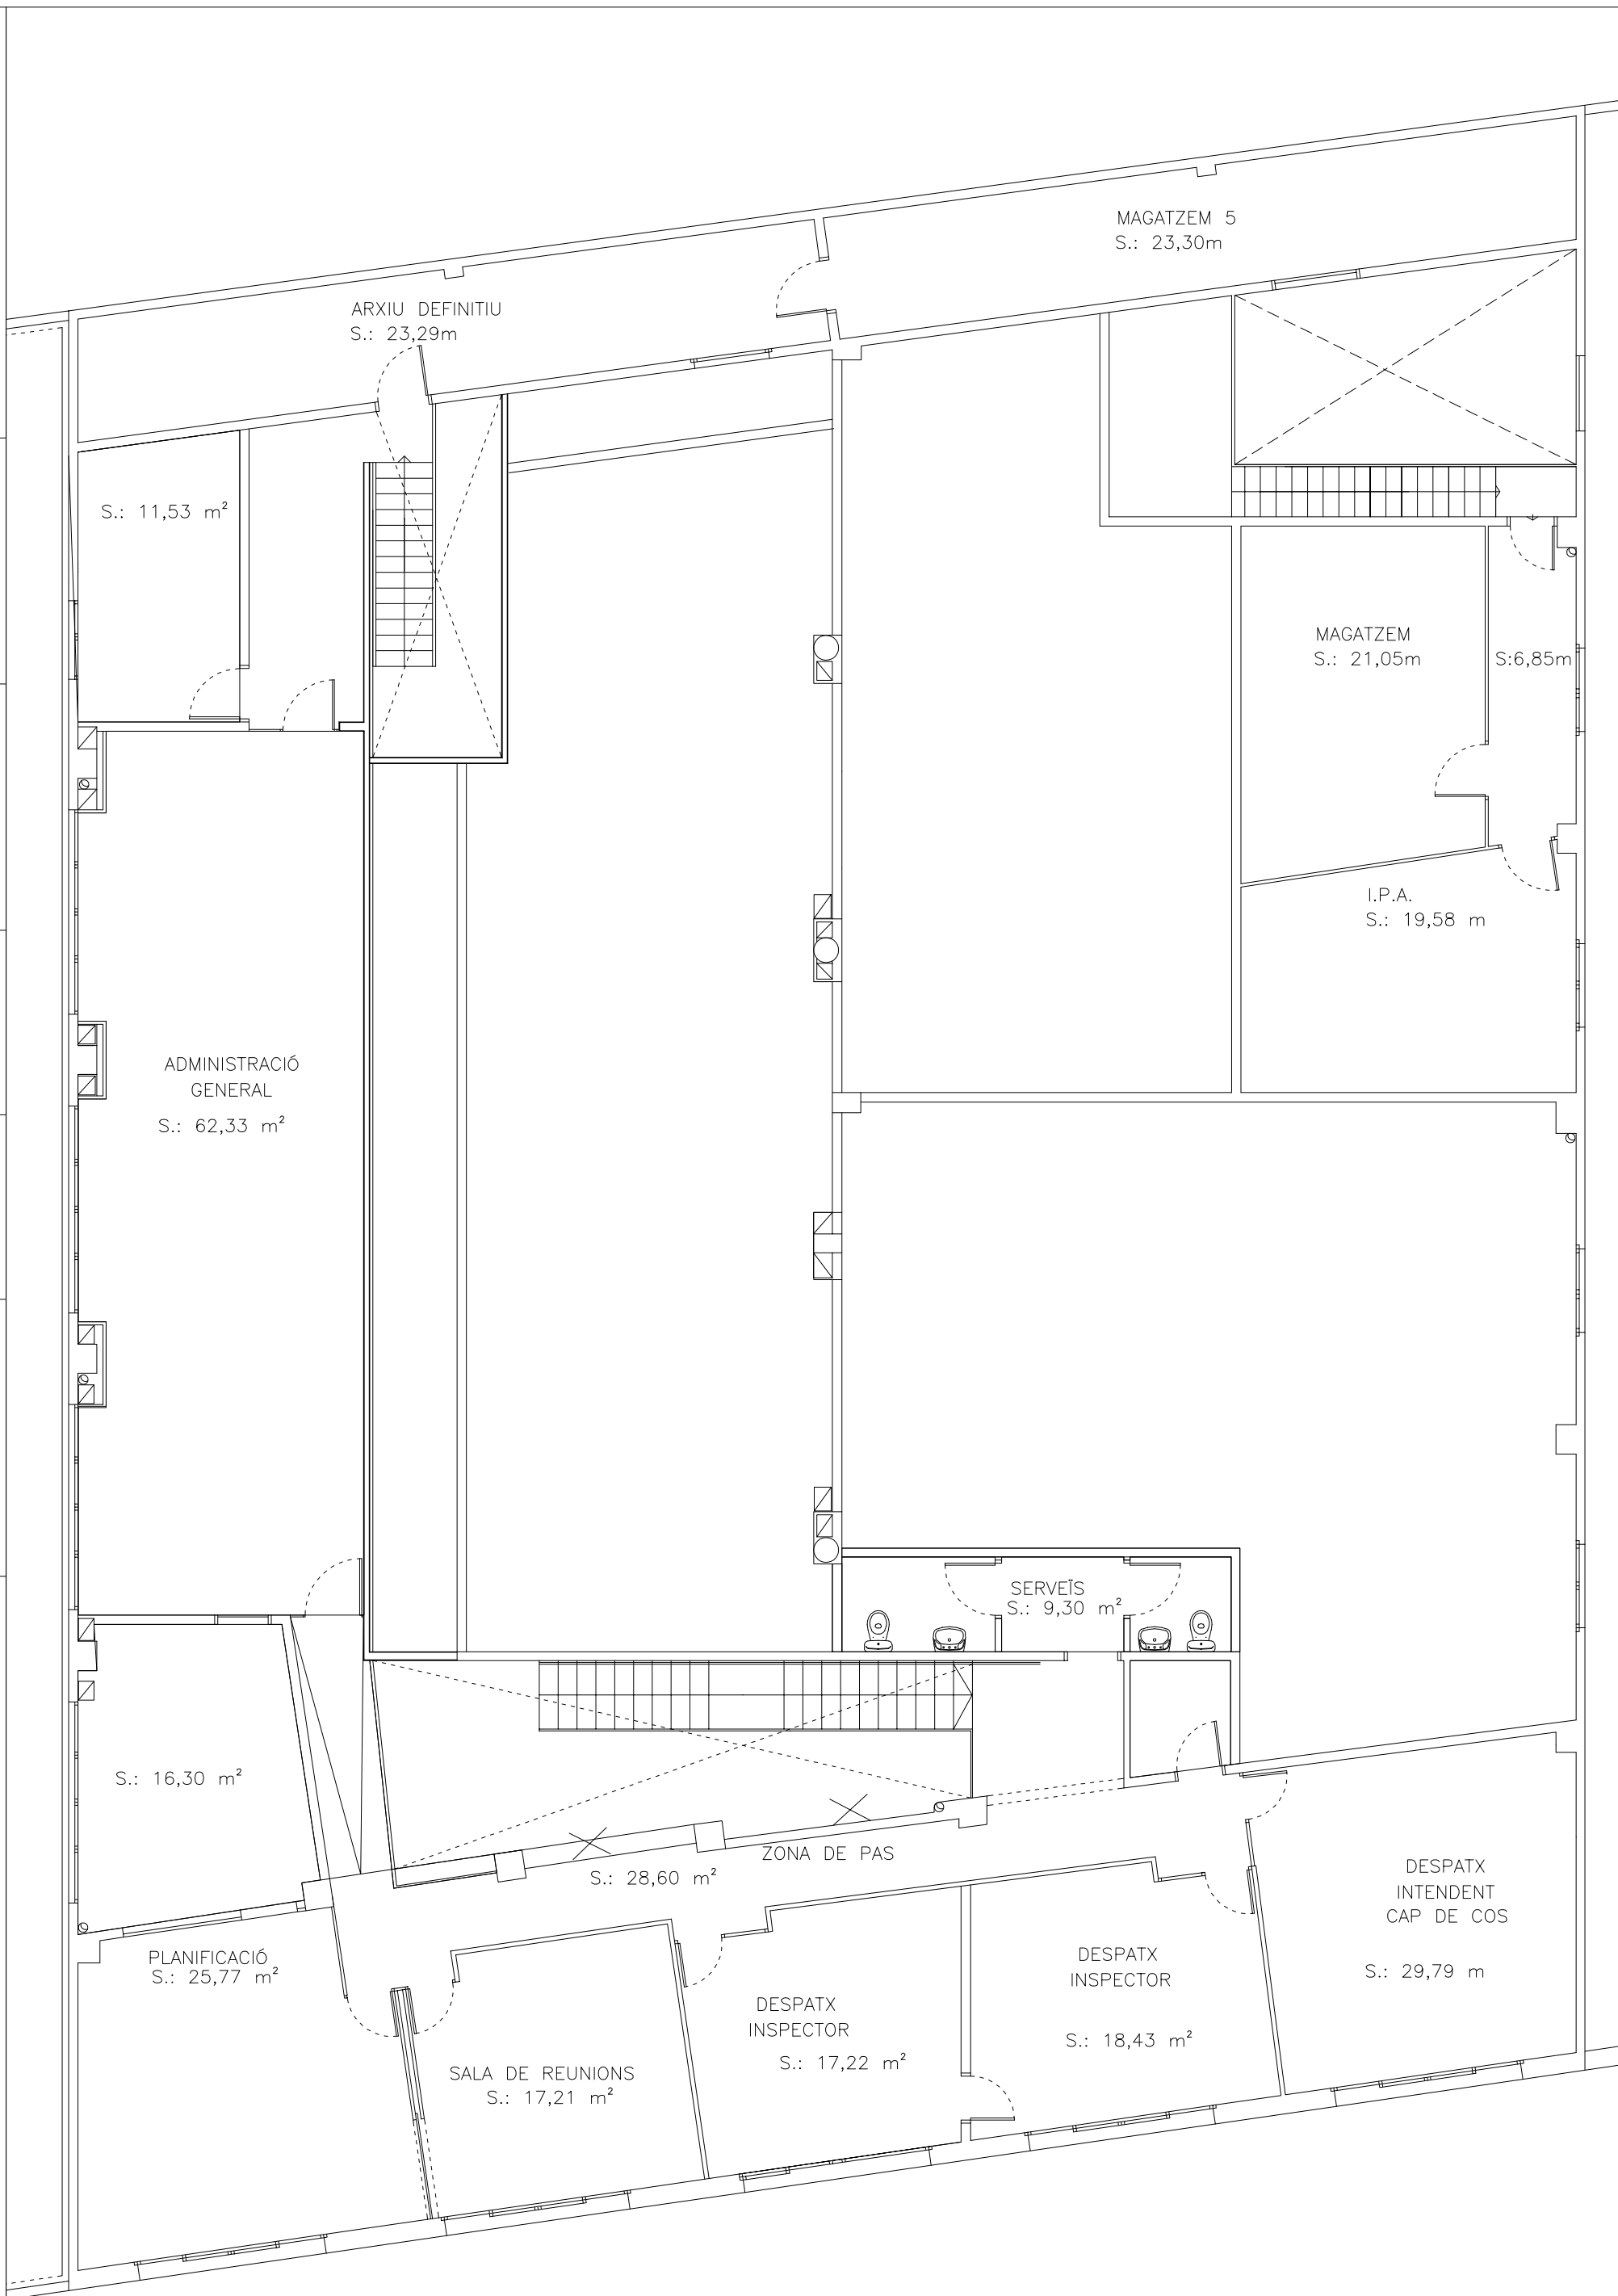 MAGATZEM 5
S.: 23,30m
ARXIU DEFINITIU
S.: 23,29m
S.: 11,53 m²
MAGATZEM
S.: 21,05m
S:6,85m
I.P.A.
S.: 19,58 m
ADMINISTRACIÓ
GENERAL
S.: 62,33 m²
SERVEÏS
S.: 9,30 m²
S.: 16,30 m²
ZONA DE PAS
S.: 28,60 m²
DESPATX
INTENDENT
CAP DE COS
S.: 29,79 m
PLANIFICACIÓ
S.: 25,77 m²
DESPATX
INSPECTOR
S.: 18,43 m²
DESPATX
INSPECTOR
S.: 17,22 m²
SALA DE REUNIONS
S.: 17,21 m²